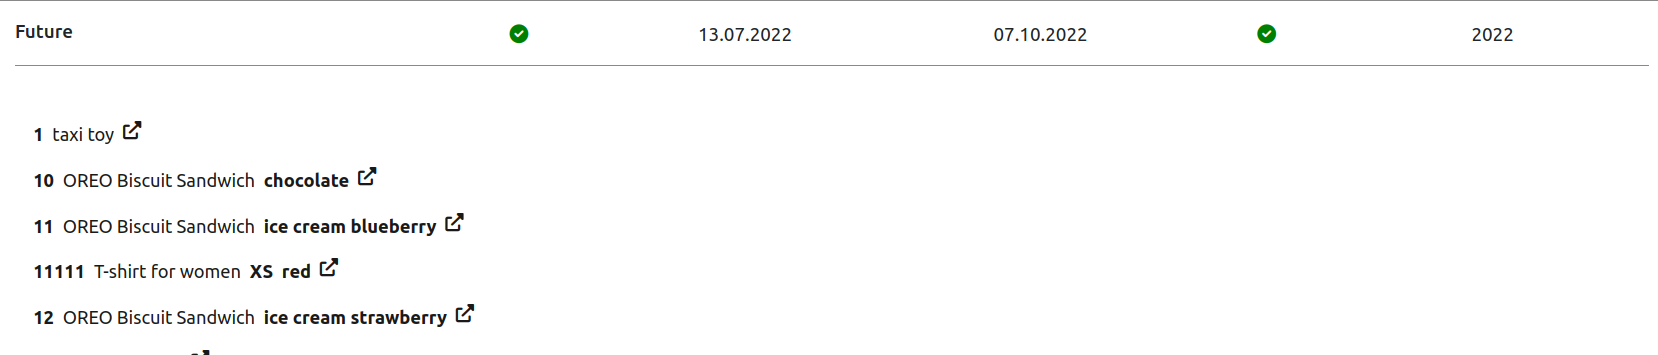 Future 13.07.2022 07.10.2022 2022
1 taxi toy
10 OREO Biscuit Sandwich chocolate
11 OREO Biscuit Sandwich ice cream blueberry
11111 T-shirt for women XS red
12 OREO Biscuit Sandwich ice cream strawberry